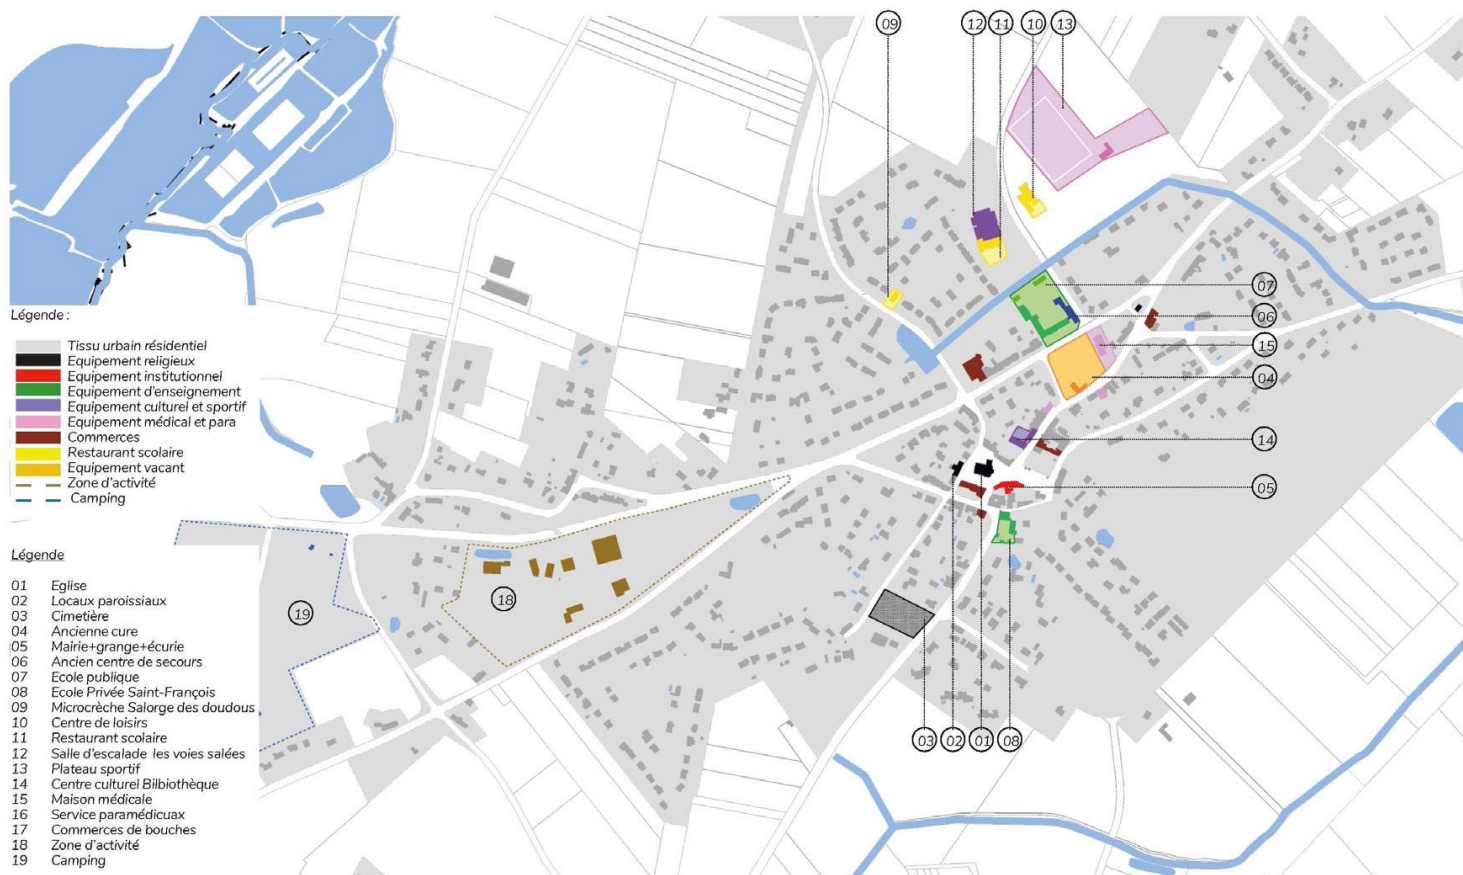 09
12
11
10
13
07
06
15
04
14
05
18
19
03
02
01
08
Légende :
Tissu urbain résidentiel
Equipement religieux
Equipement institutionnel
Equipement d'enseignement
Equipement culturel et sportif
Equipement médical et para
Commerces
Restaurant scolaire
Equipement vacant
Zone d'activité
Camping
Légende
01 Eglise
02 Locaux paroissiaux
03 Cimetière
04 Ancienne cure
05 Mairie+grange+écurie
06 Ancien centre de secours
07 Ecole publique
08 Ecole Privée Saint-François
09 Microcrèche Salorge des doudous
10 Centre de loisirs
11 Restaurant scolaire
12 Salle d'escalade les voies salées
13 Plateau sportif
14 Centre culturel Bilbiothèque
15 Maison médicale
16 Service paramédicuax
17 Commerces de bouches
18 Zone d'activité
19 Camping